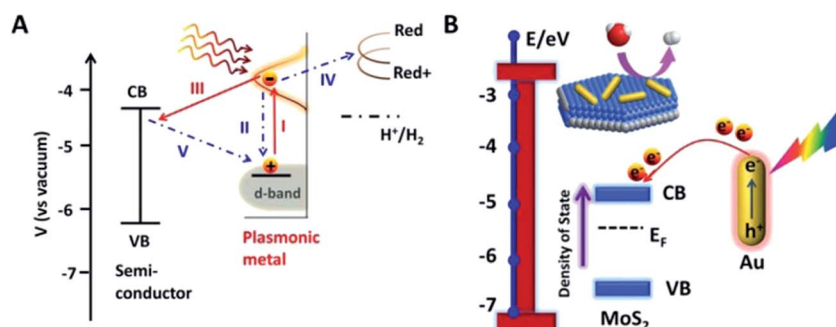 A
V (vs vacuum)
-4
-5
-6
-7
CB
VB
Semi-
conductor
III
II
I
IV
V
Red
Red+
H+/H2
d-band
Plasmonic
metal
B
E/eV
-3
-4
-5
-6
-7
Density of State
CB
EF
VB
MoS2
e-
e-
e-
e-
e-
h+
Au